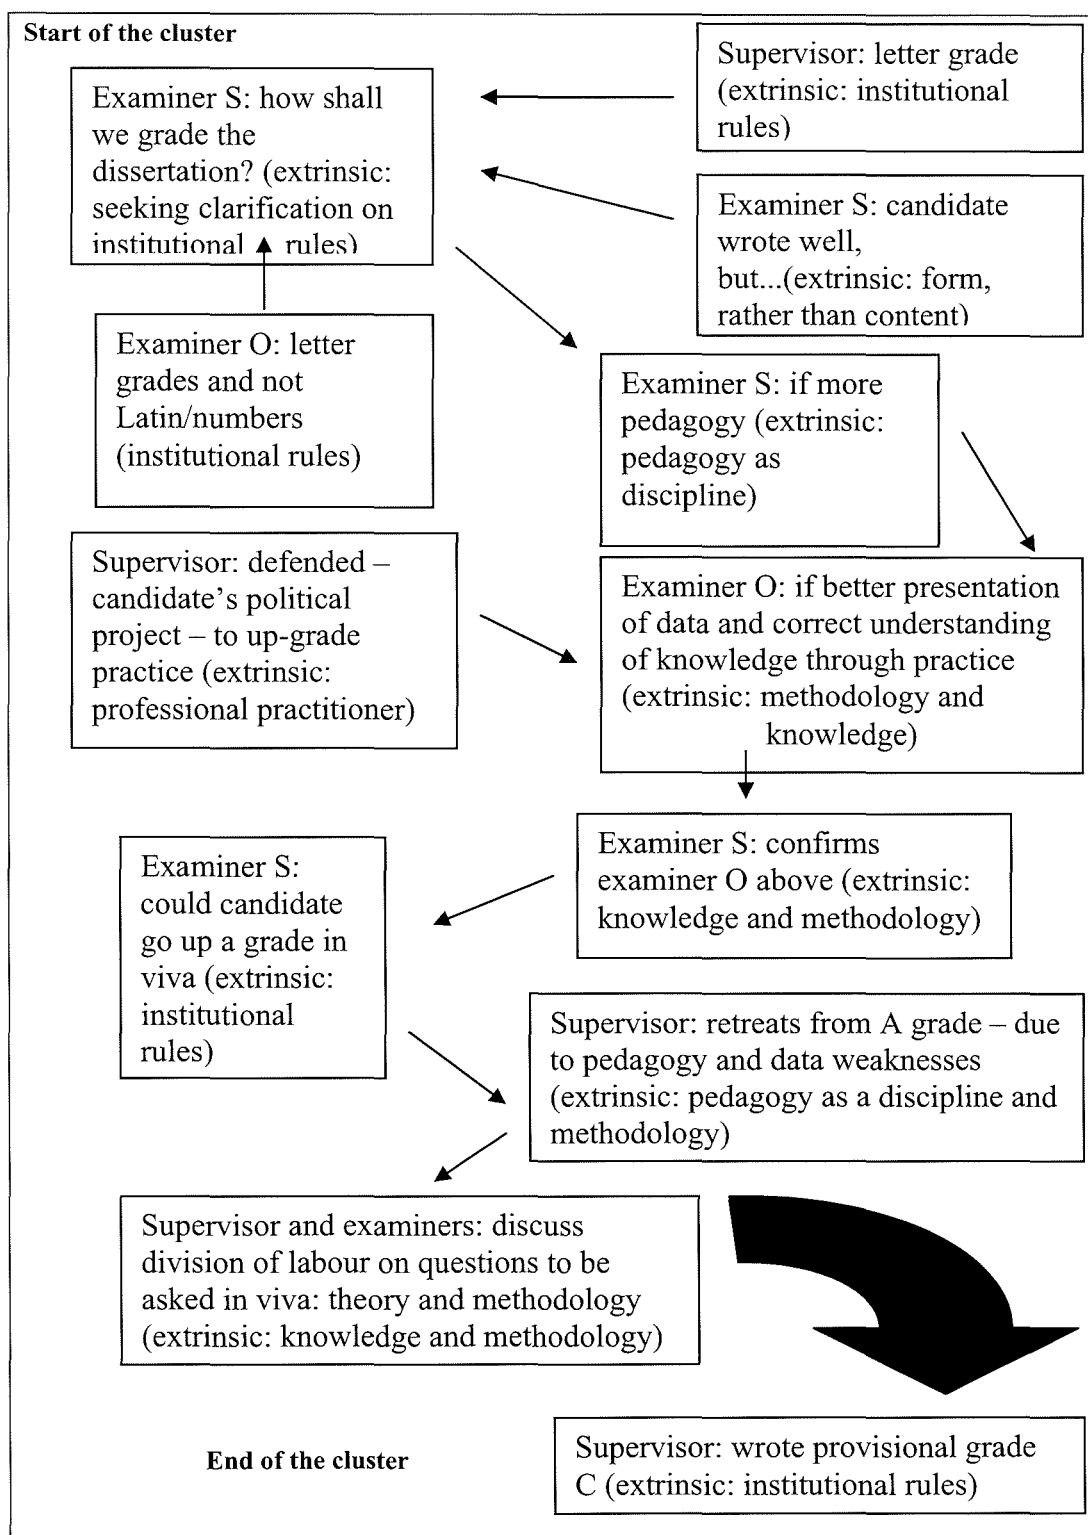 Start of the cluster
Supervisor: letter grade
(extrinsic: institutional
rules)
Examiner S: how shall
we grade the
dissertation? (extrinsic:
seeking clarification on
institutional rules)
Examiner S: candidate
wrote well,
but...(extrinsic: form,
rather than content)
Examiner O: letter
grades and not
Latin/numbers
(institutional rules)
Examiner S: if more
pedagogy (extrinsic:
pedagogy as
discipline)
Supervisor: defended –
candidate’s political
project – to up-grade
practice (extrinsic:
professional practitioner)
Examiner O: if better presentation
of data and correct understanding
of knowledge through practice
(extrinsic: methodology and
knowledge)
Examiner S: confirms
examiner O above (extrinsic:
knowledge and methodology)
Examiner S:
could candidate
go up a grade in
viva (extrinsic:
institutional
rules)
Supervisor: retreats from A grade – due
to pedagogy and data weaknesses
(extrinsic: pedagogy as a discipline and
methodology)
Supervisor and examiners: discuss
division of labour on questions to be
asked in viva: theory and methodology
(extrinsic: knowledge and methodology)
Supervisor: wrote provisional grade
C (extrinsic: institutional rules)
End of the cluster